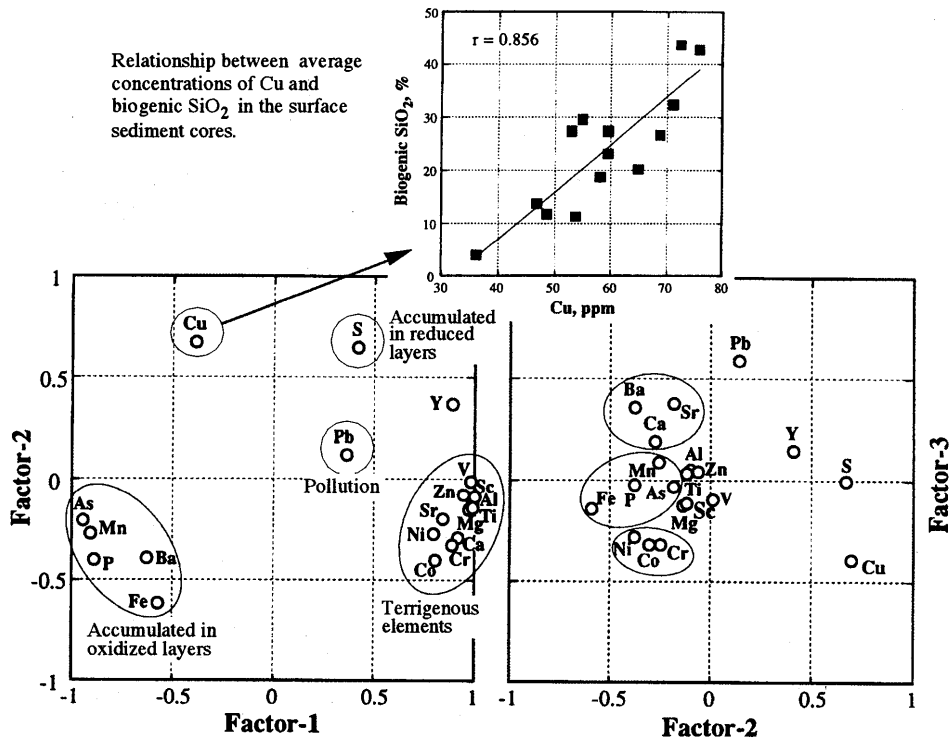 Relationship between average
concentrations of Cu and
biogenic SiO2 in the surface
sediment cores.
50
40
30
20
10
0
Biogenic SiO2, %
r = 0.856
30 40 50 60 70 80
Cu, ppm
1
0.5
0
-0.5
-1
Factor-2
Cu
S
Accumulated
in reduced
layers
Y
Pb
Pollution
V
Sc
Zn
Al
Sr
Ti
Mg
Ni
Ca
Cr
Co
Terrigenous
elements
As
Mn
P
Ba
Fe
Accumulated in
oxidized layers
-1 -0.5 0 0.5 1
Factor-1
Pb
Ba
Sr
Ca
Y
Al
Mn
Zn
S
Fe
P
As
Ti
V
Sc
Mg
Ni
Co
Cr
Cu
-1 -0.5 0 0.5 1
Factor-2
Factor-3